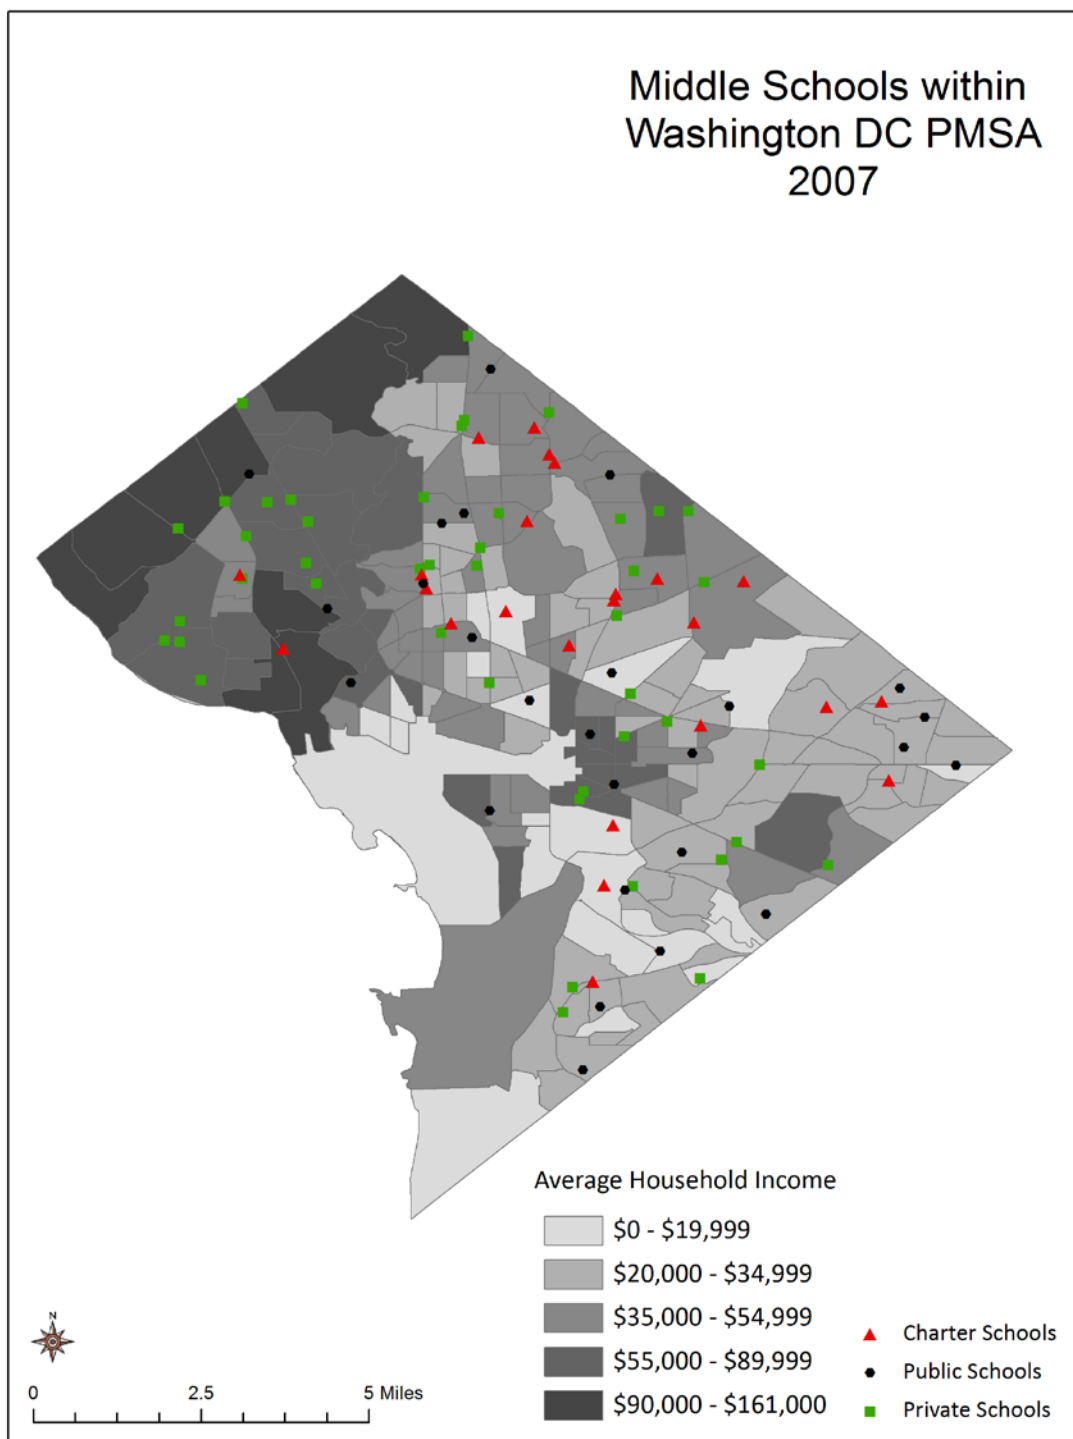 Middle Schools within
Washington DC PMSA
2007
Average Household Income
$0 - $19,999
$20,000 - $34,999
$35,000 - $54,999
$55,000 - $89,999
$90,000 - $161,000
Charter Schools
Public Schools
Private Schools
N
0 2.5 5 Miles